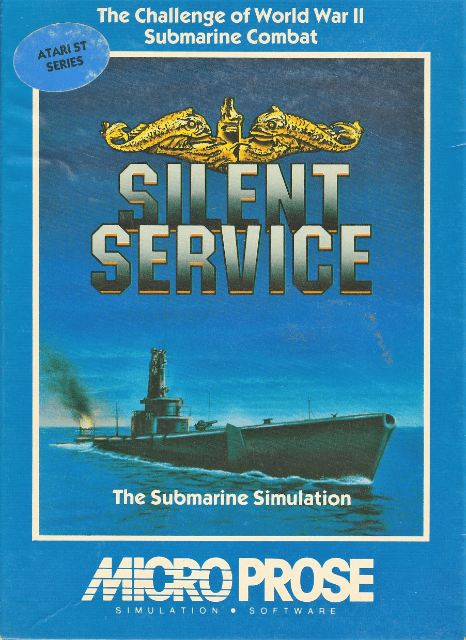 The Challenge of World War II
Submarine Combat
ATARI ST
SERIES
SILENT
SERVICE
The Submarine Simulation
MICRO PROSE
SIMULATION • SOFTWARE